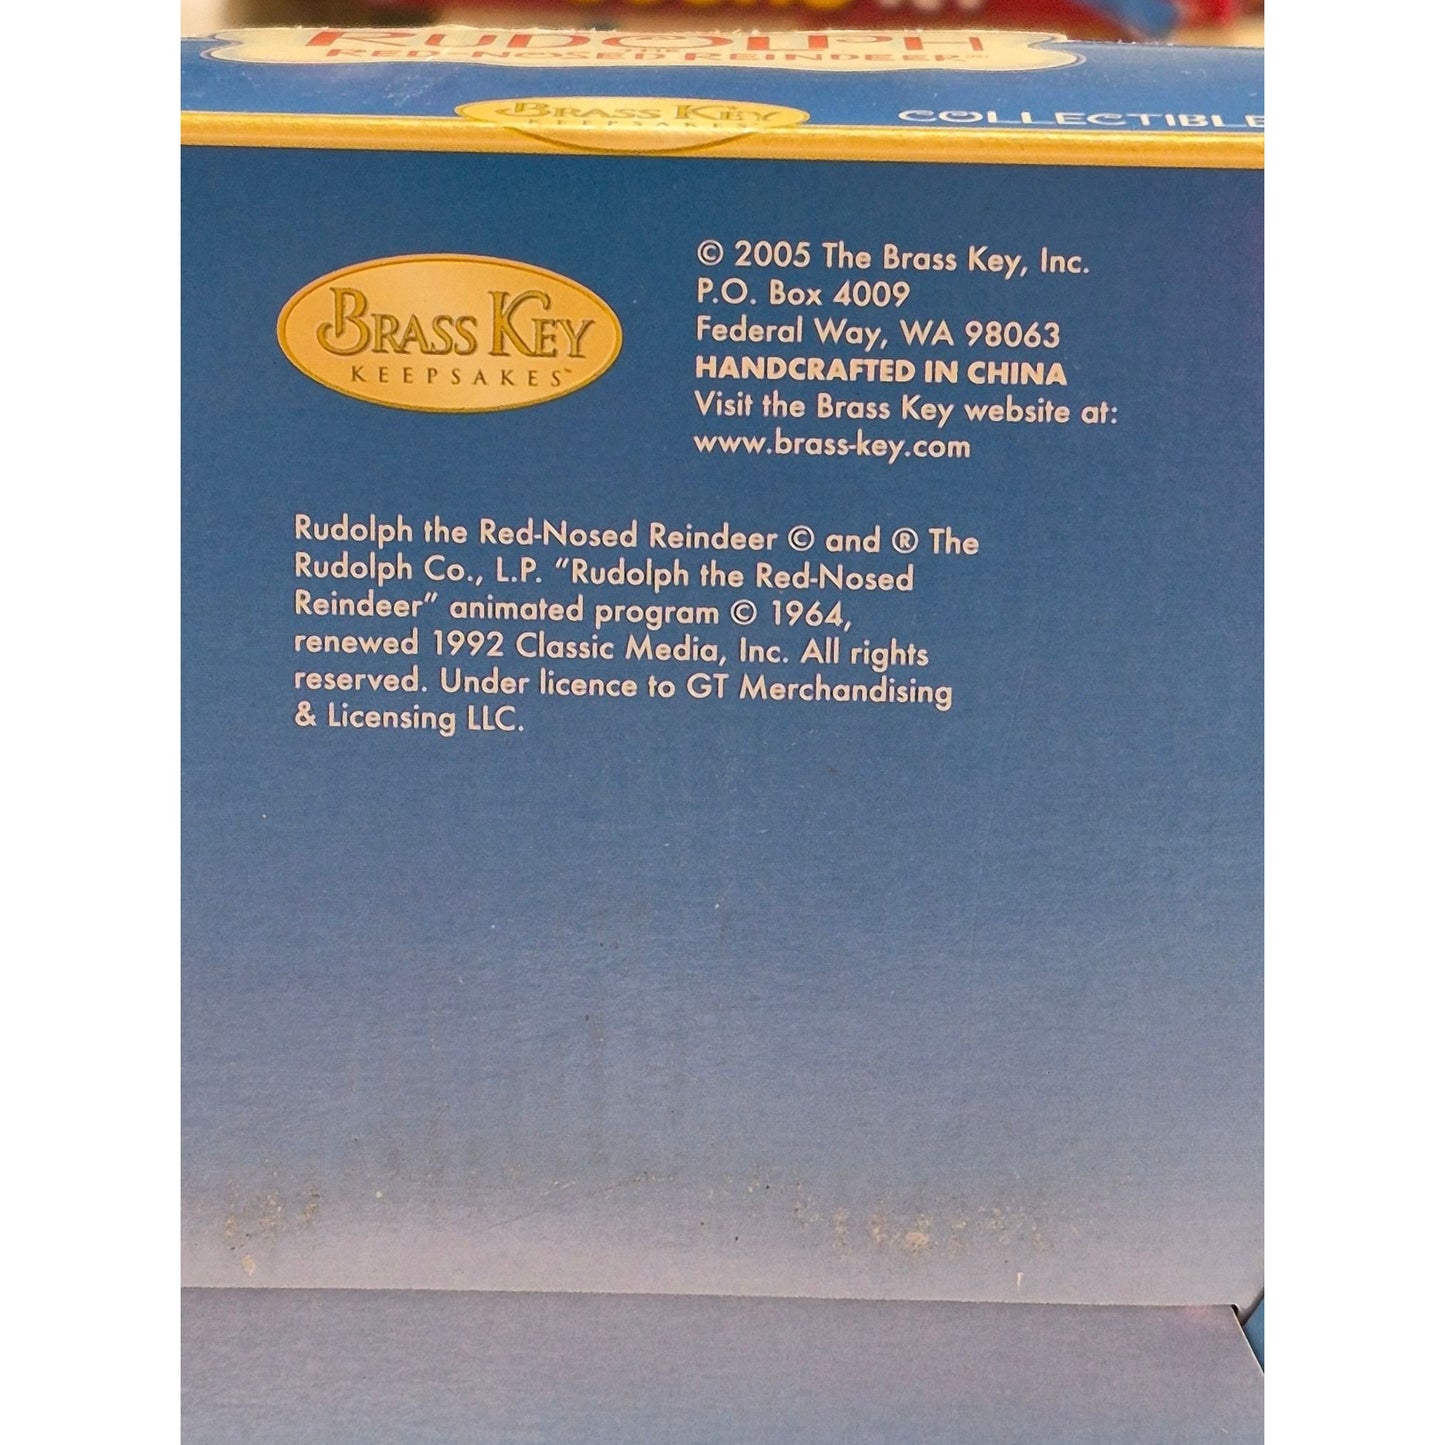 RUDOLPH
THE
RED-NOSED REINDEER
BRASS KEY
KEEPSAKES
COLLECTIBLE
BRASS KEY
KEEPSAKES™
© 2005 The Brass Key, Inc.
P.O. Box 4009
Federal Way, WA 98063
HANDCRAFTED IN CHINA
Visit the Brass Key website at:
www.brass-key.com
Rudolph the Red-Nosed Reindeer © and ® The
Rudolph Co., L.P. “Rudolph the Red-Nosed
Reindeer” animated program © 1964,
renewed 1992 Classic Media, Inc. All rights
reserved. Under licence to GT Merchandising
& Licensing LLC.